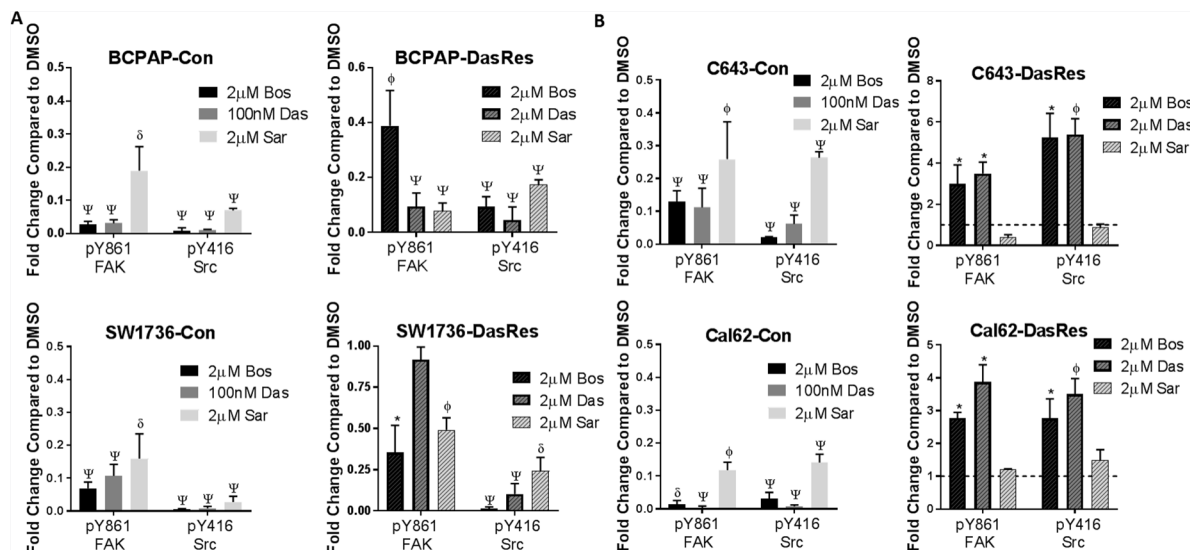 A
BCPAP-Con
Fold Change Compared to DMSO
0.5
0.4
0.3
0.2
0.1
0.0
2μM Bos
100nM Das
2μM Sar
Ψ Ψ δ Ψ Ψ Ψ
pY861 pY416
FAK Src
BCPAP-DasRes
Fold Change Compared to DMSO
0.6
0.4
0.2
0.0
2μM Bos
2μM Das
2μM Sar
ϕ Ψ Ψ Ψ Ψ Ψ
pY861 pY416
FAK Src
B
C643-Con
Fold Change Compared to DMSO
0.5
0.4
0.3
0.2
0.1
0.0
2μM Bos
100nM Das
2μM Sar
Ψ Ψ ϕ Ψ Ψ Ψ
pY861 pY416
FAK Src
C643-DasRes
Fold Change Compared to DMSO
8
6
4
2
0
2μM Bos
2μM Das
2μM Sar
* * * ϕ
pY861 pY416
FAK Src
SW1736-Con
Fold Change Compared to DMSO
0.5
0.4
0.3
0.2
0.1
0.0
2μM Bos
100nM Das
2μM Sar
Ψ Ψ δ Ψ Ψ Ψ
pY861 pY416
FAK Src
SW1736-DasRes
Fold Change Compared to DMSO
1.00
0.75
0.50
0.25
0.00
2μM Bos
2μM Das
2μM Sar
* ϕ Ψ Ψ δ
pY861 pY416
FAK Src
Cal62-Con
Fold Change Compared to DMSO
0.5
0.4
0.3
0.2
0.1
0.0
2μM Bos
100nM Das
2μM Sar
δ Ψ ϕ Ψ Ψ Ψ
pY861 pY416
FAK Src
Cal62-DasRes
Fold Change Compared to DMSO
5
4
3
2
1
0
2μM Bos
2μM Das
2μM Sar
* * * ϕ
pY861 pY416
FAK Src